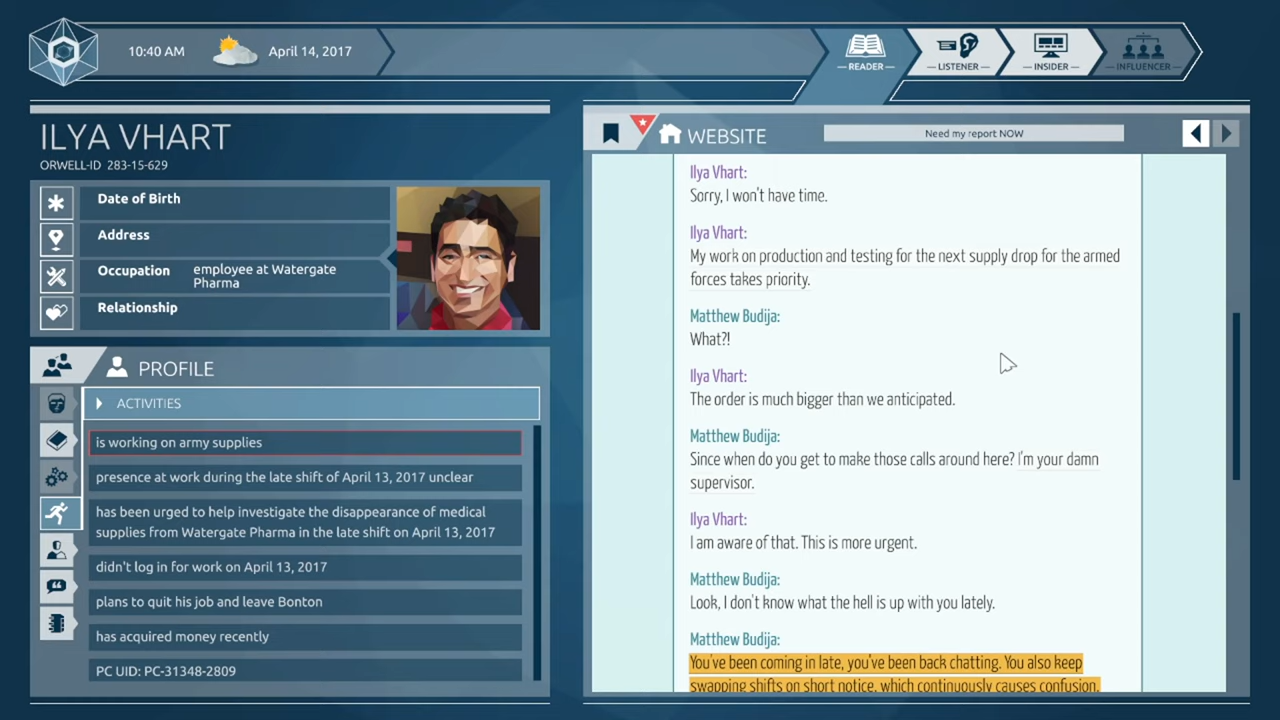 10:40 AM
April 14, 2017
READER
LISTENER
INSIDER
INFLUENCER
ILYA VHART
ORWELL-ID 283-15-629
Date of Birth
Address
Occupation employee at Watergate
Pharma
Relationship
PROFILE
ACTIVITIES
is working on army supplies
presence at work during the late shift of April 13, 2017 unclear
has been urged to help investigate the disappearance of medical
supplies from Watergate Pharma in the late shift on April 13, 2017
didn't log in for work on April 13, 2017
plans to quit his job and leave Bonton
has acquired money recently
PC UID: PC-31348-2809
WEBSITE
Need my report NOW
Ilya Vhart:
Sorry, I won't have time.
Ilya Vhart:
My work on production and testing for the next supply drop for the armed
forces takes priority.
Matthew Budija:
What?!
Ilya Vhart:
The order is much bigger than we anticipated.
Matthew Budija:
Since when do you get to make those calls around here? I'm your damn
supervisor.
Ilya Vhart:
I am aware of that. This is more urgent.
Matthew Budija:
Look, I don't know what the hell is up with you lately.
Matthew Budija:
You've been coming in late, you've been back chatting. You also keep
swapping shifts on short notice, which continuously causes confusion.